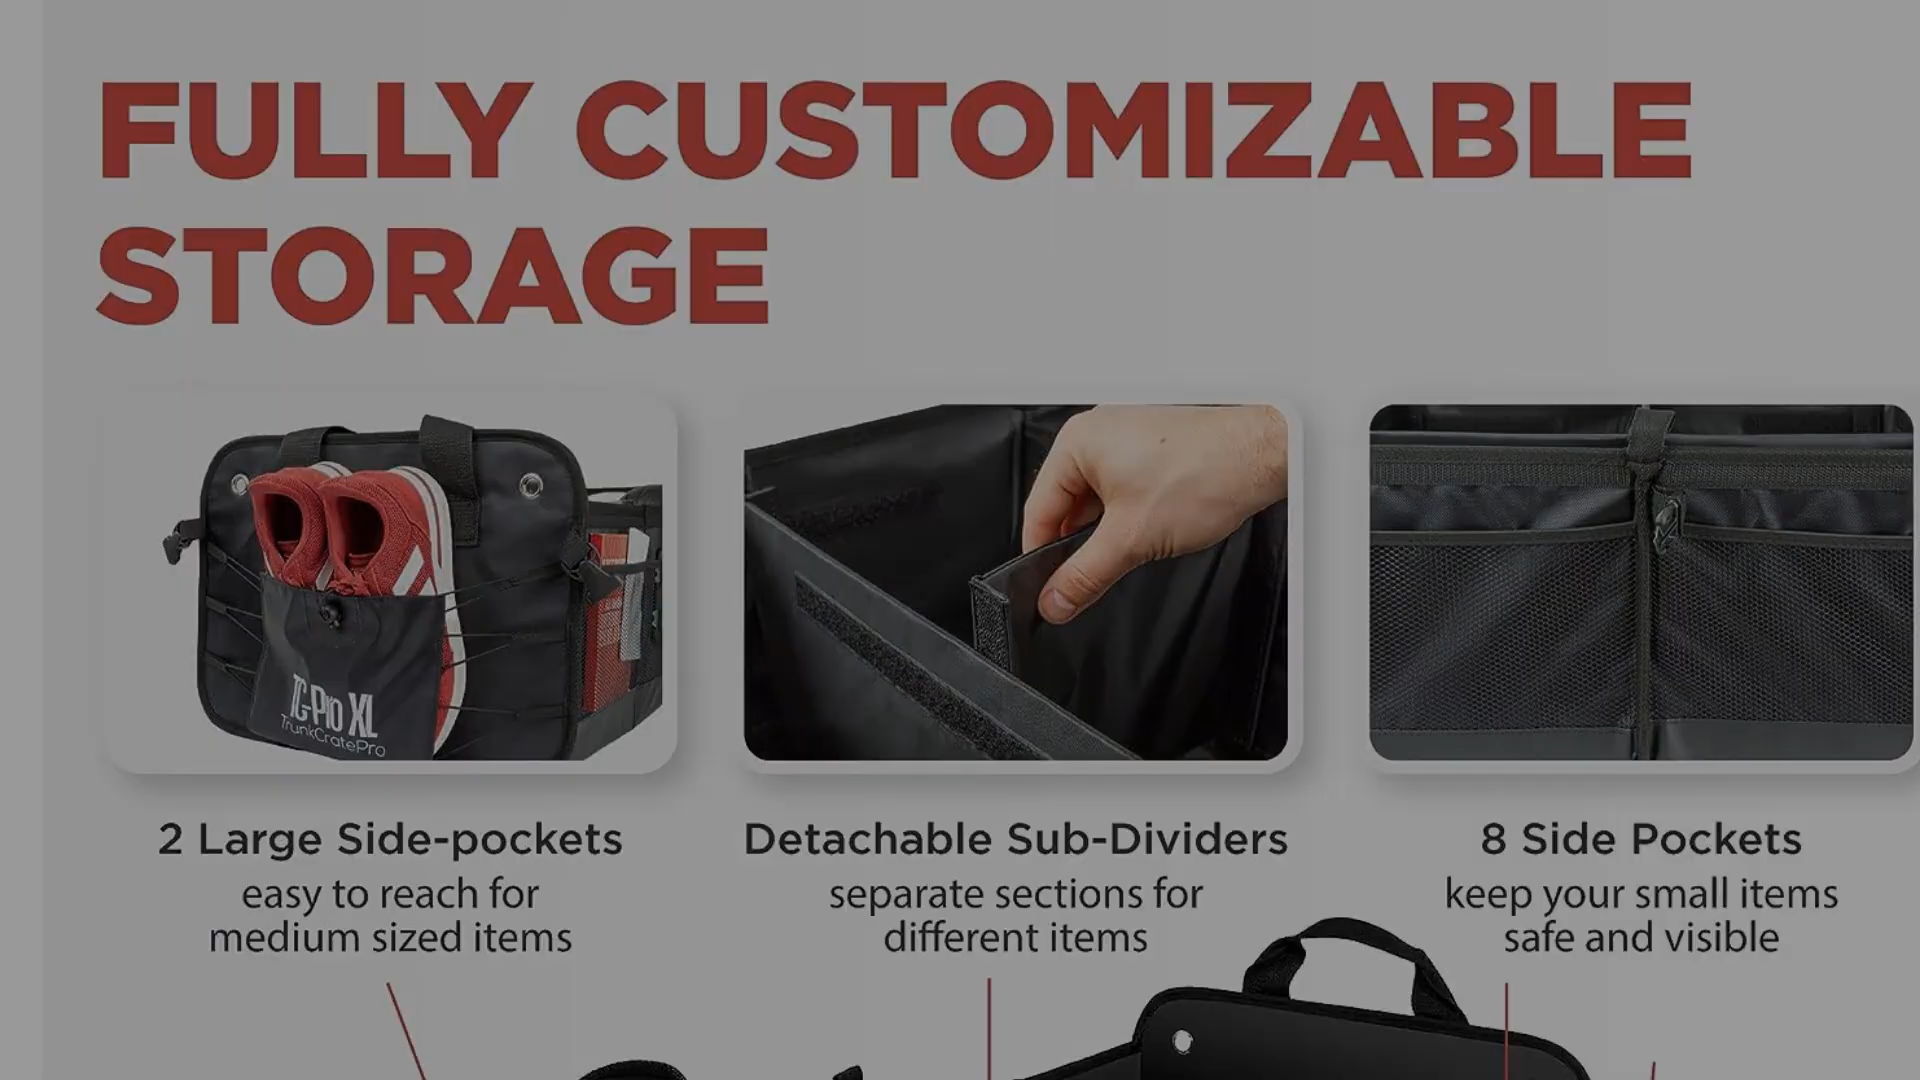 FULLY CUSTOMIZABLE
STORAGE
TG-Pro XL
TrunkCratePro
2 Large Side-pockets
easy to reach for
medium sized items
Detachable Sub-Dividers
separate sections for
different items
8 Side Pockets
keep your small items
safe and visible